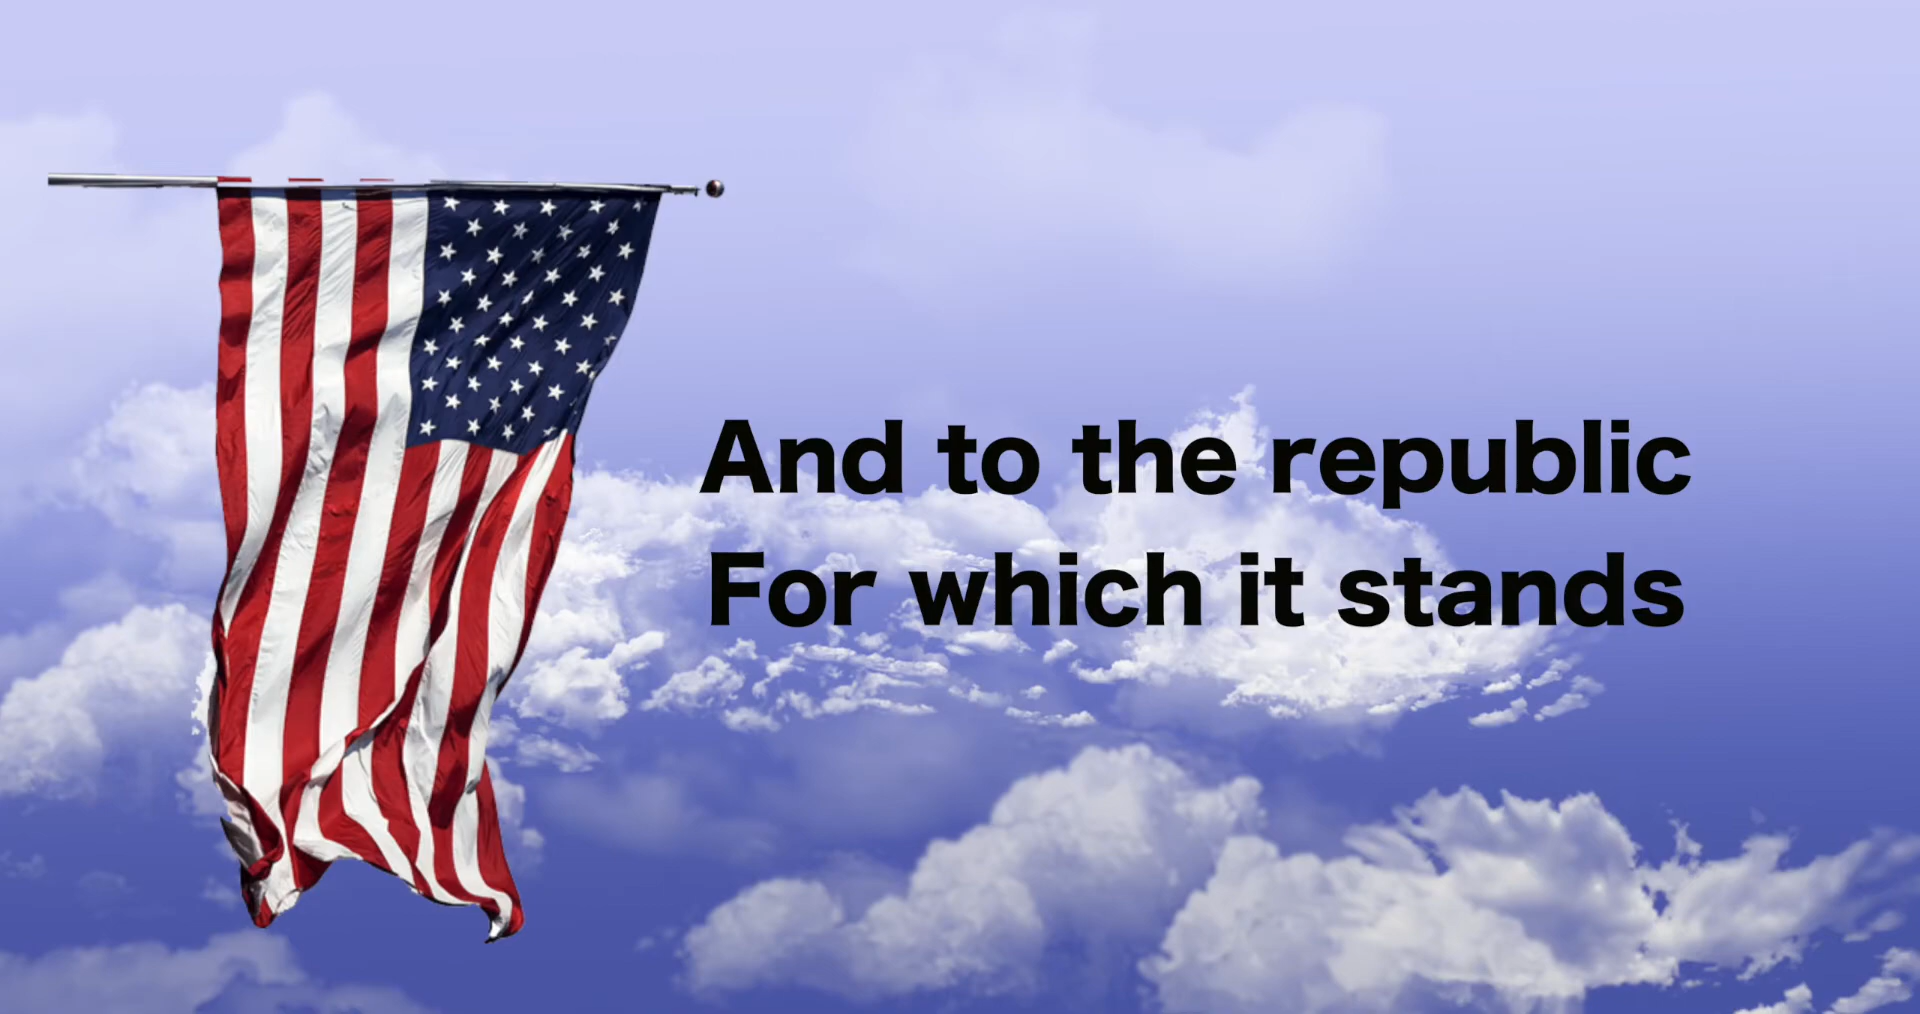 And to the republic
For which it stands